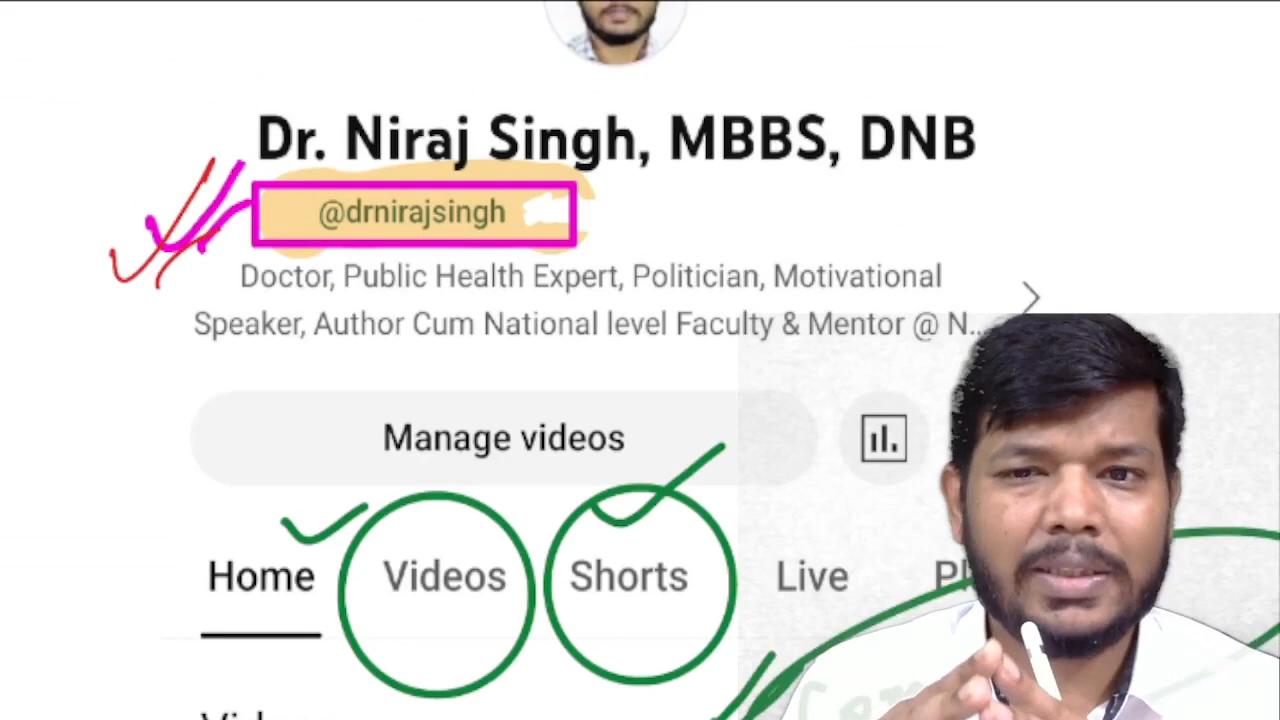 Dr. Niraj Singh, MBBS, DNB
@drnirajsingh
Doctor, Public Health Expert, Politician, Motivational
Speaker, Author Cum National level Faculty & Mentor @ N...
Manage videos
Home Videos Shorts Live